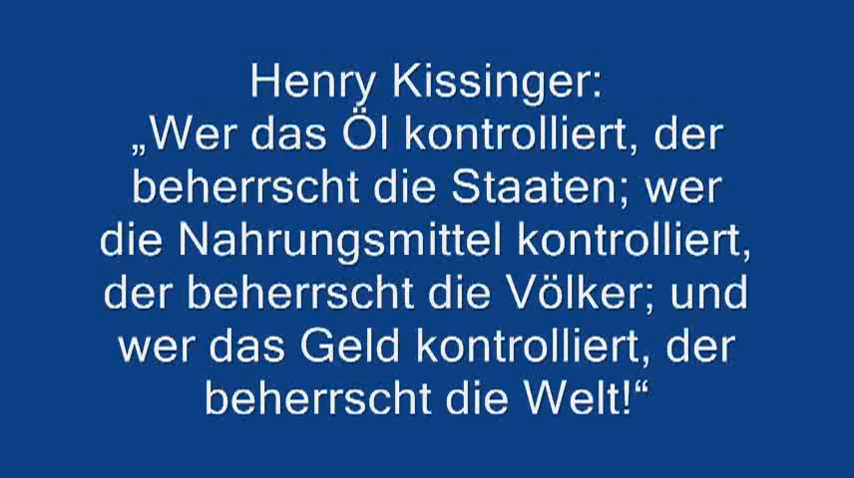 Henry Kissinger:
„Wer das Öl kontrolliert, der
beherrscht die Staaten; wer
die Nahrungsmittel kontrolliert,
der beherrscht die Völker; und
wer das Geld kontrolliert, der
beherrscht die Welt!“